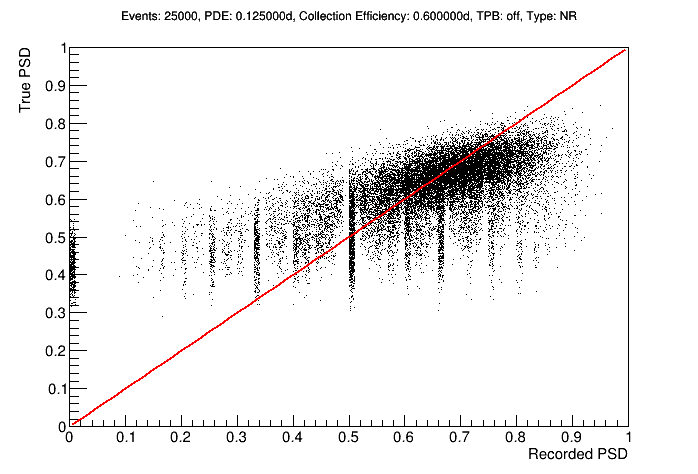 Events: 25000, PDE: 0.125000d, Collection Efficiency: 0.600000d, TPB: off, Type: NR
True PSD
1
0.9
0.8
0.7
0.6
0.5
0.4
0.3
0.2
0.1
0
0 0.1 0.2 0.3 0.4 0.5 0.6 0.7 0.8 0.9 1
Recorded PSD